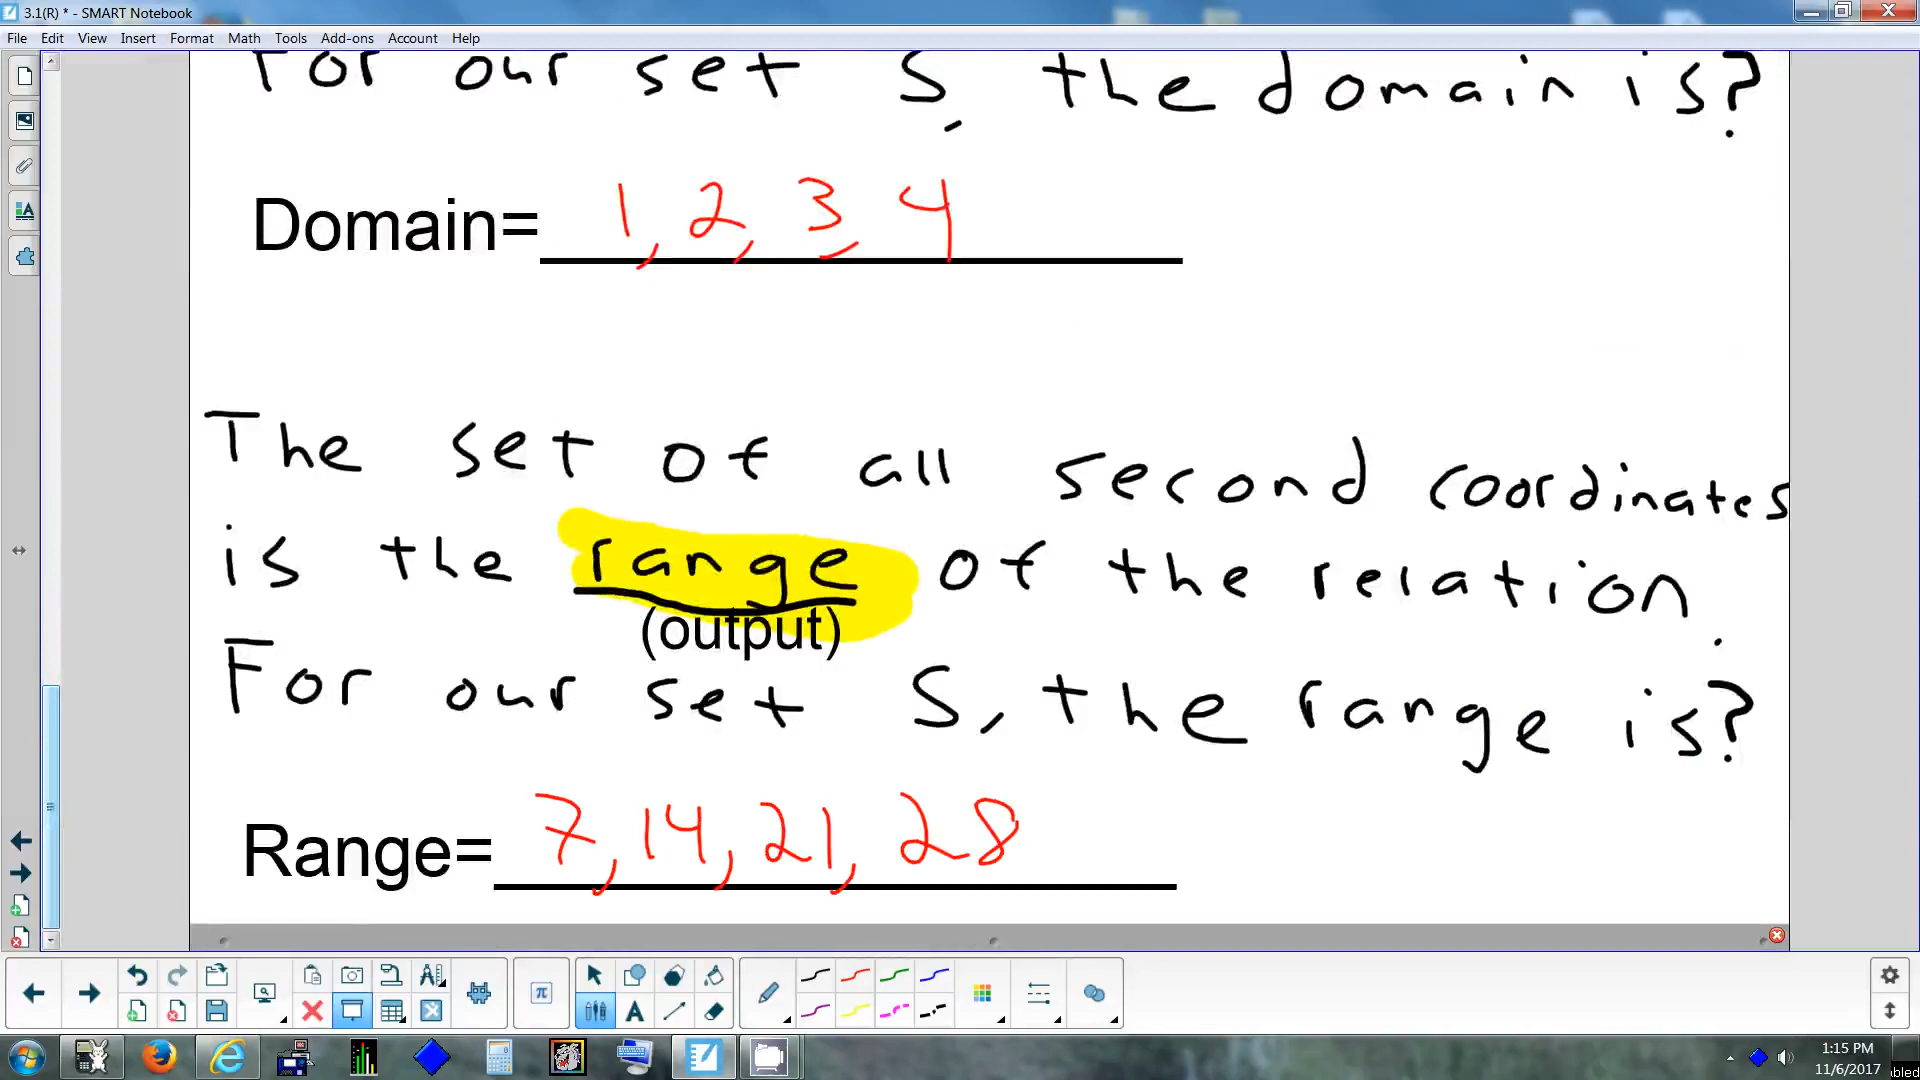 3.1(R) * - SMART Notebook
File Edit View Insert Format Math Tools Add-ons Account Help
For our set S, the domain is?
Domain= 1, 2, 3, 4
The set of all second coordinates
is the range of the relation.
(output)
For our set S, the range is?
Range= 7, 14, 21, 28
1:15 PM
11/6/2017
bled